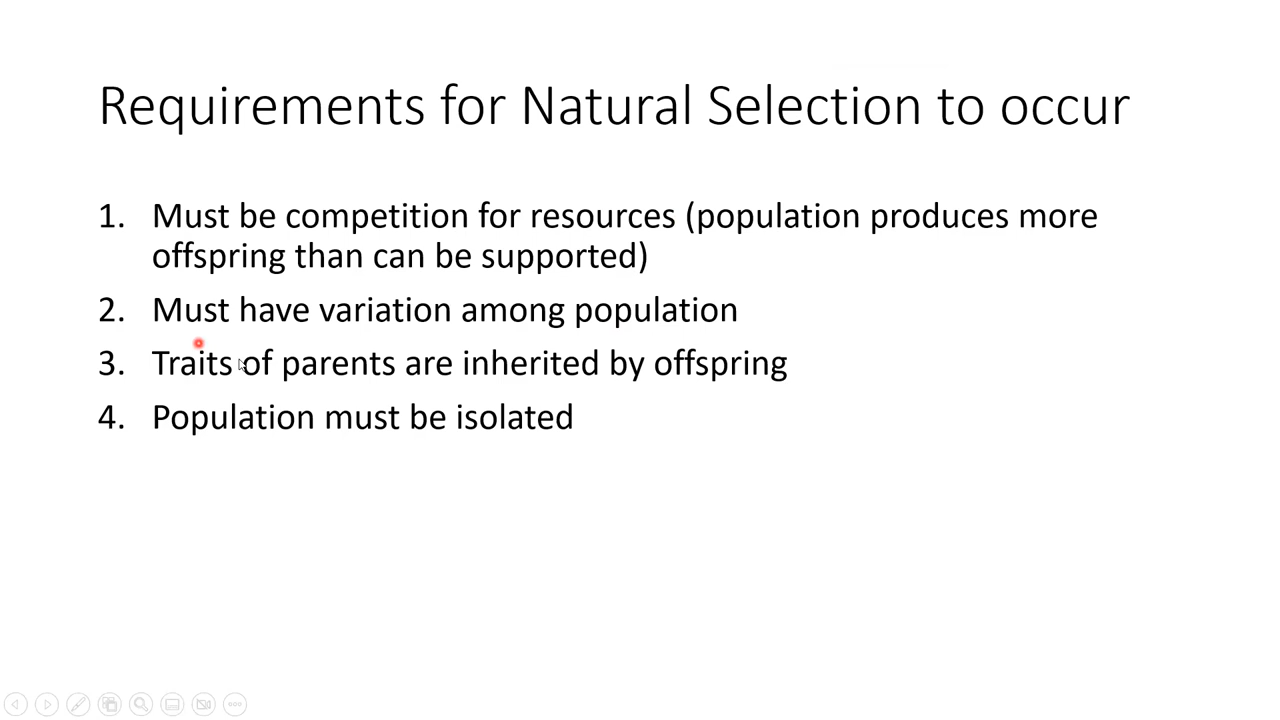 Requirements for Natural Selection to occur
1. Must be competition for resources (population produces more
offspring than can be supported)
2. Must have variation among population
3. Traits of parents are inherited by offspring
4. Population must be isolated